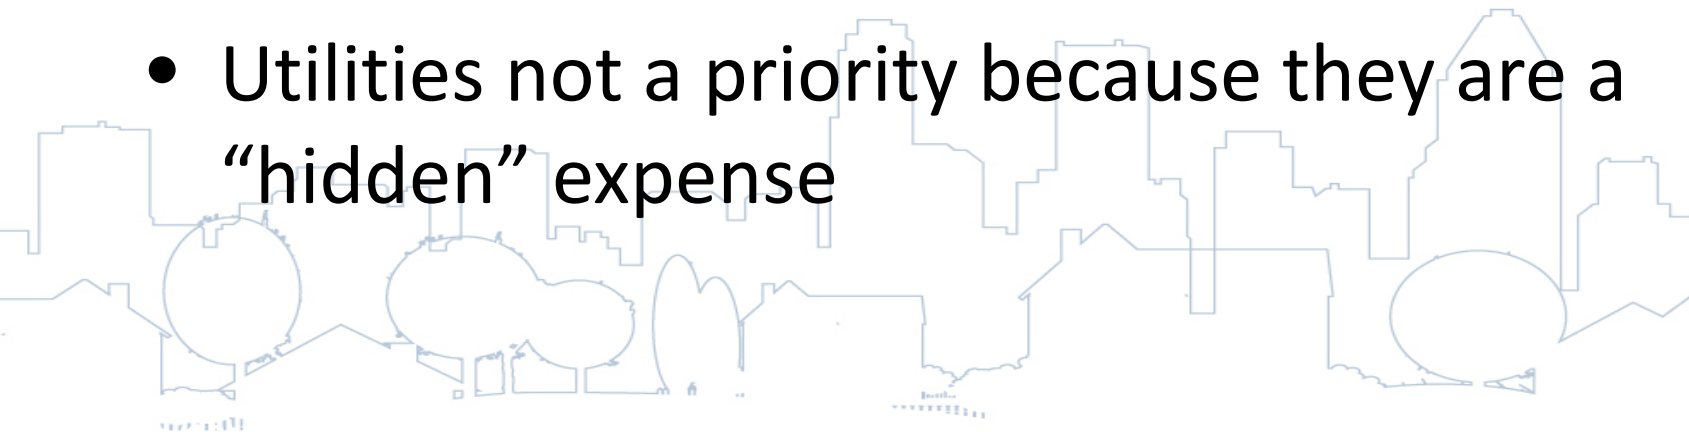 • Utilities not a priority because they are a
“hidden” expense